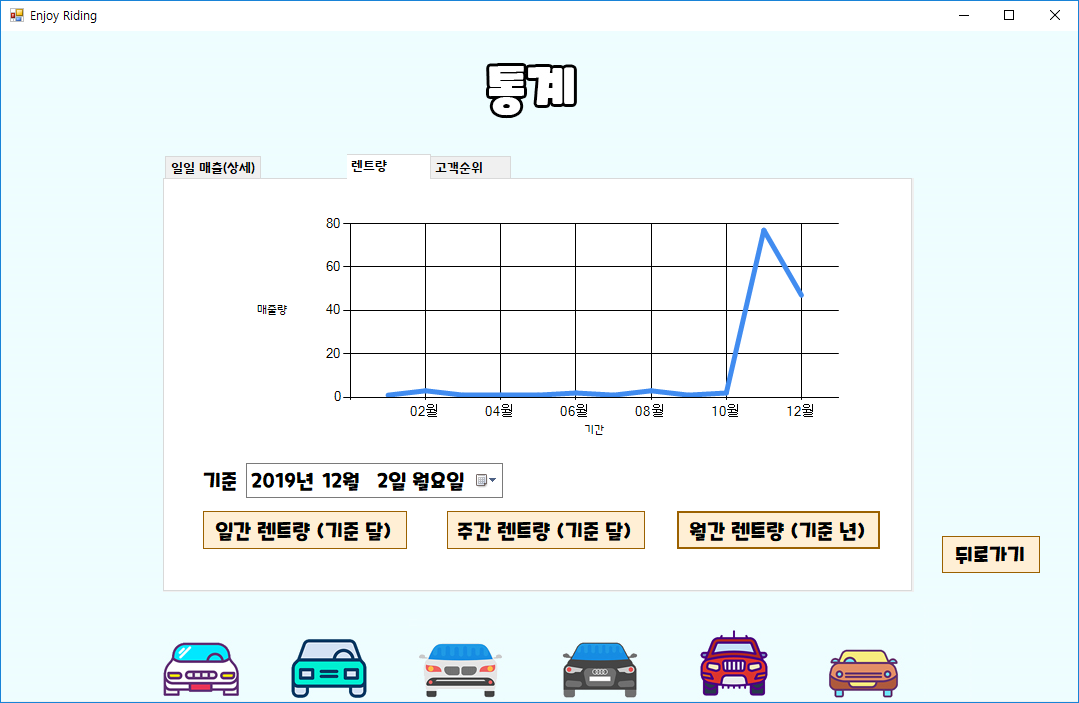 Enjoy Riding
통계
일일 매출(상세) 렌트량 고객순위
80
60
매출량
40
20
0
02월 04월 06월 08월 10월 12월
기간
기준 2019년 12월 2일 월요일
일간 렌트량 (기준 달) 주간 렌트량 (기준 달) 월간 렌트량 (기준 년)
뒤로가기